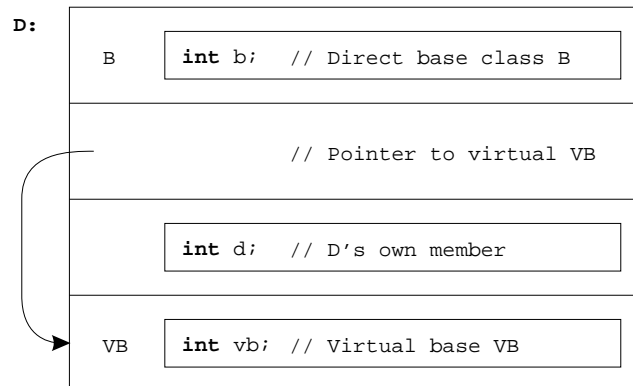 D:
B int b; // Direct base class B
// Pointer to virtual VB
int d; // D's own member
VB int vb; // Virtual base VB